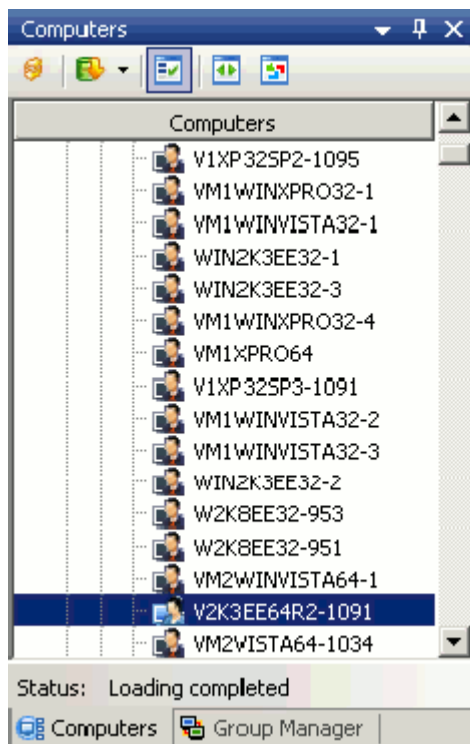 Computers
Computers
V1XP32SP2-1095
VM1WINXPRO32-1
VM1WINVISTA32-1
WIN2K3EE32-1
WIN2K3EE32-3
VM1WINXPRO32-4
VM1XPRO64
V1XP32SP3-1091
VM1WINVISTA32-2
VM1WINVISTA32-3
WIN2K3EE32-2
W2K8EE32-953
W2K8EE32-951
VM2WINVISTA64-1
V2K3EE64R2-1091
VM2VISTA64-1034
Status: Loading completed
Computers Group Manager